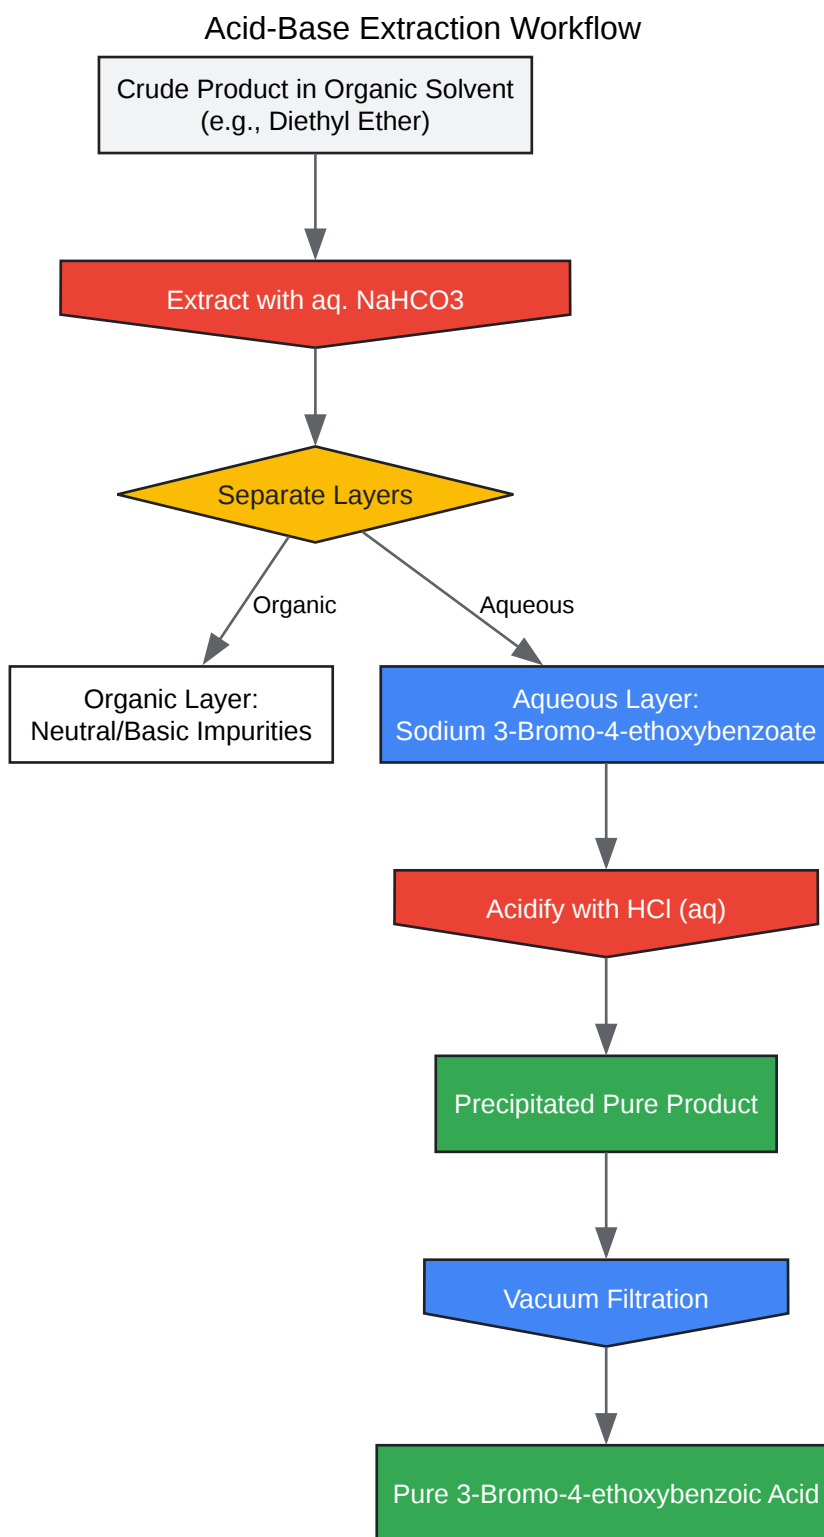 Acid-Base Extraction Workflow
Crude Product in Organic Solvent
(e.g., Diethyl Ether)
Extract with aq. NaHCO3
Separate Layers
Organic
Aqueous
Organic Layer:
Neutral/Basic Impurities
Aqueous Layer:
Sodium 3-Bromo-4-ethoxybenzoate
Acidify with HCl (aq)
Precipitated Pure Product
Vacuum Filtration
Pure 3-Bromo-4-ethoxybenzoic Acid